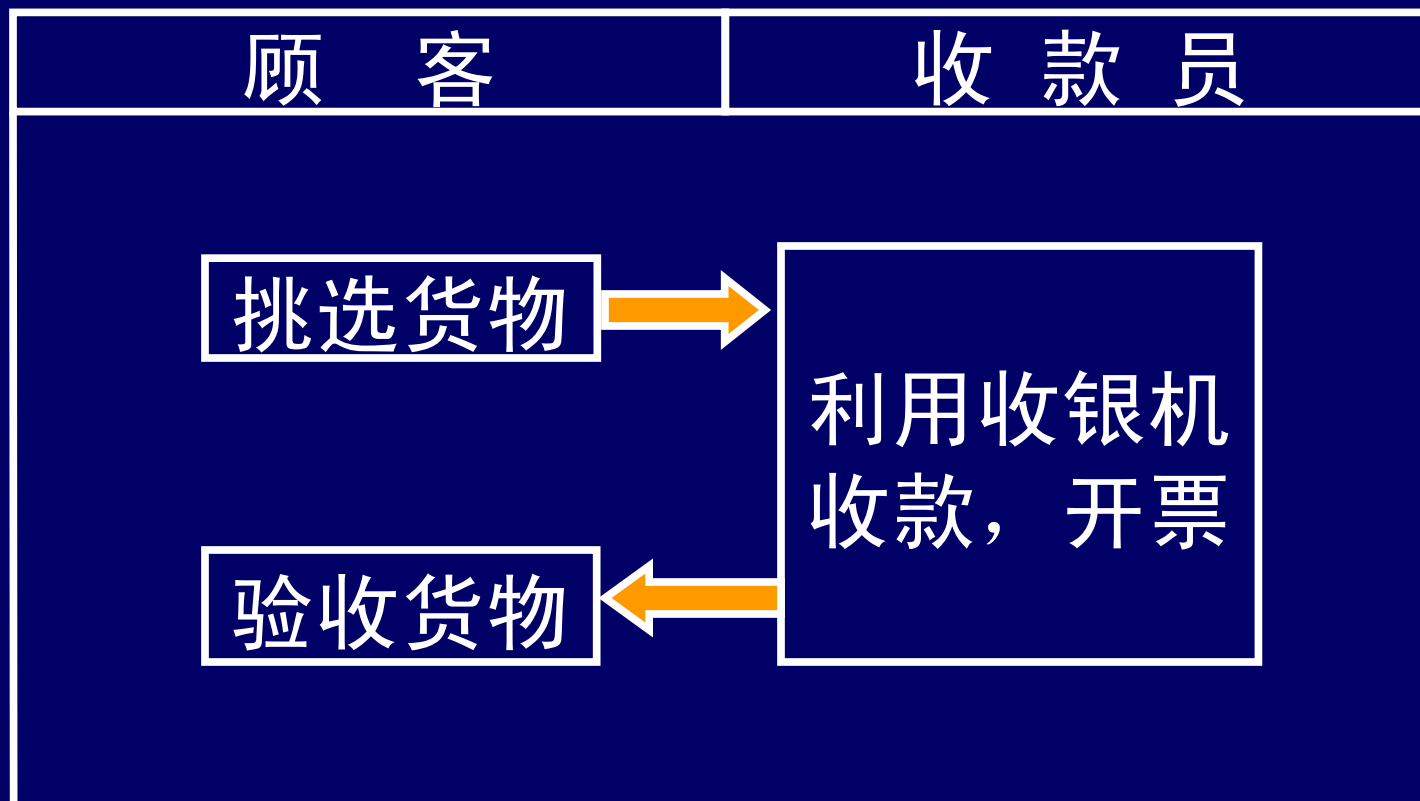 顾 客
收 款 员
挑选货物
利用收银机
收款，开票
验收货物